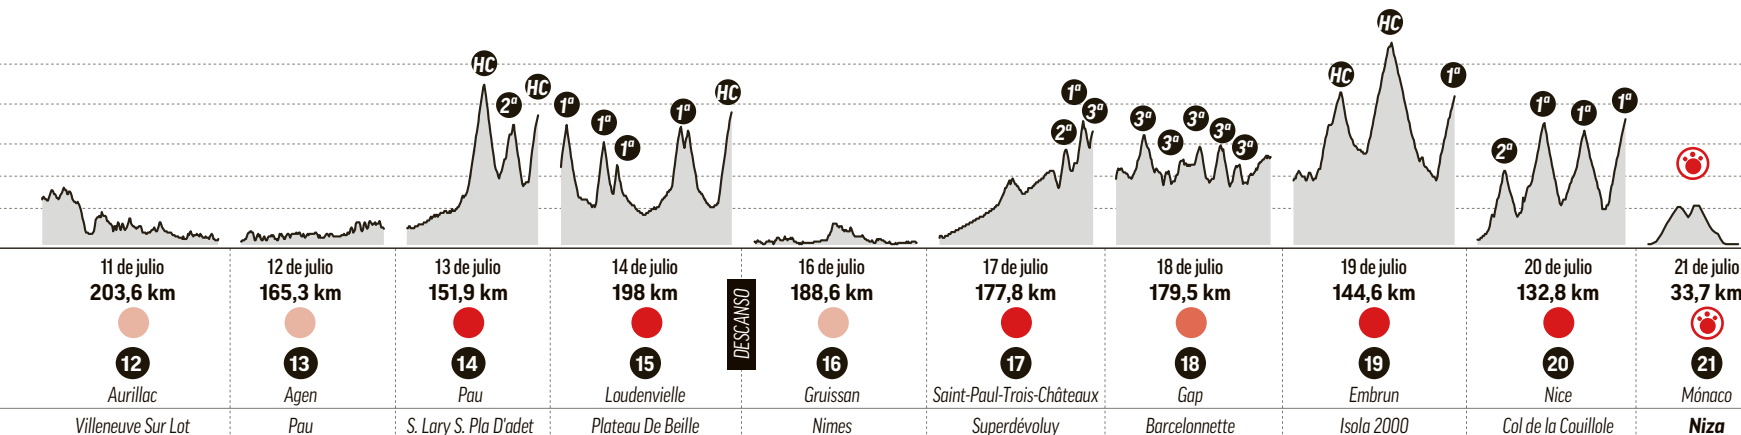 HC
2ª
HC
1ª
1ª
1ª
1ª
HC
2ª
1ª
3ª
3ª
3ª
3ª
3ª
3ª
HC
HC
1ª
2ª
1ª
1ª
1ª
11 de julio
203,6 km
12
Aurillac
Villeneuve Sur Lot
12 de julio
165,3 km
13
Agen
Pau
13 de julio
151,9 km
14
Pau
S. Lary S. Pla D'adet
14 de julio
198 km
15
Loudenvielle
Plateau De Beille
DESCANSO
16 de julio
188,6 km
16
Gruissan
Nimes
17 de julio
177,8 km
17
Saint-Paul-Trois-Châteaux
Superdévoluy
18 de julio
179,5 km
18
Gap
Barcelonnette
19 de julio
144,6 km
19
Embrun
Isola 2000
20 de julio
132,8 km
20
Nice
Col de la Couillole
21 de julio
33,7 km
21
Mónaco
Niza